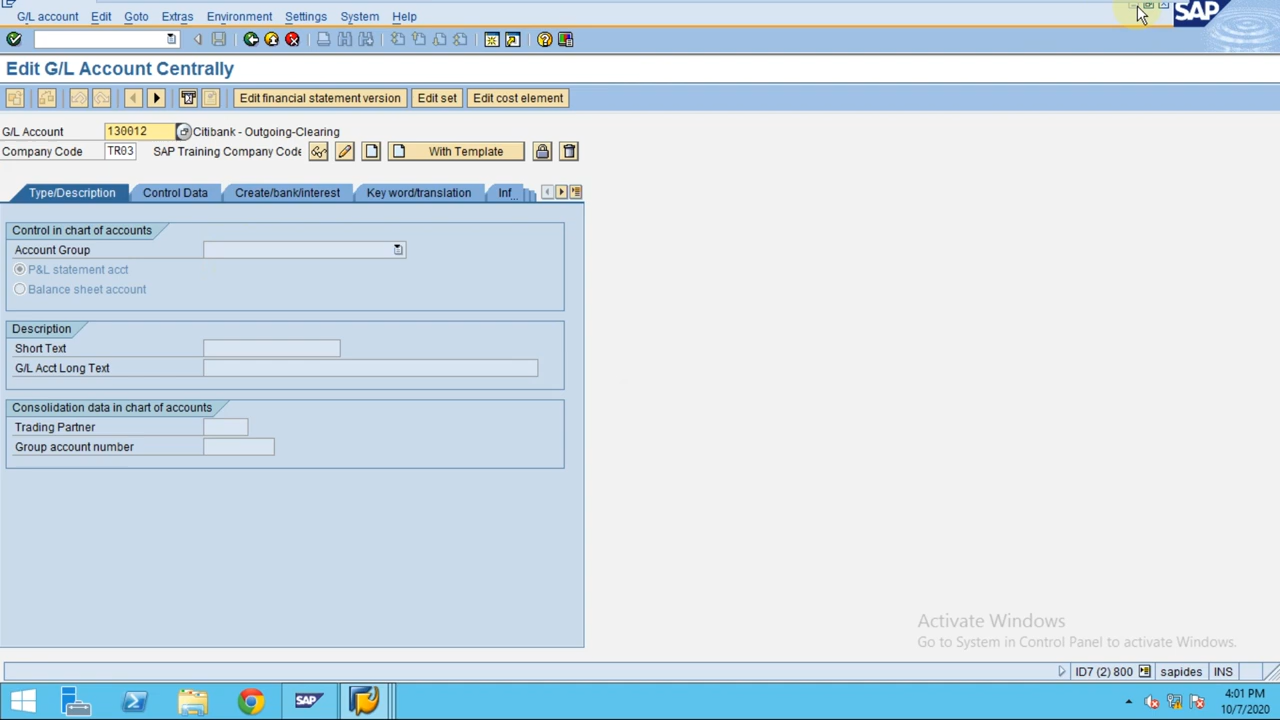 G/L account Edit Goto Extras Environment Settings System Help
SAP
Edit G/L Account Centrally
Edit financial statement version Edit set Edit cost element
G/L Account 130012 Citibank - Outgoing-Clearing
Company Code TR03 SAP Training Company Code With Template
Type/Description Control Data Create/bank/interest Key word/translation Inf...
Control in chart of accounts
Account Group
P&L statement acct
Balance sheet account
Description
Short Text
G/L Acct Long Text
Consolidation data in chart of accounts
Trading Partner
Group account number
Activate Windows
Go to System in Control Panel to activate Windows.
ID7 (2) 800 sapides INS
SAP
4:01 PM
10/7/2020